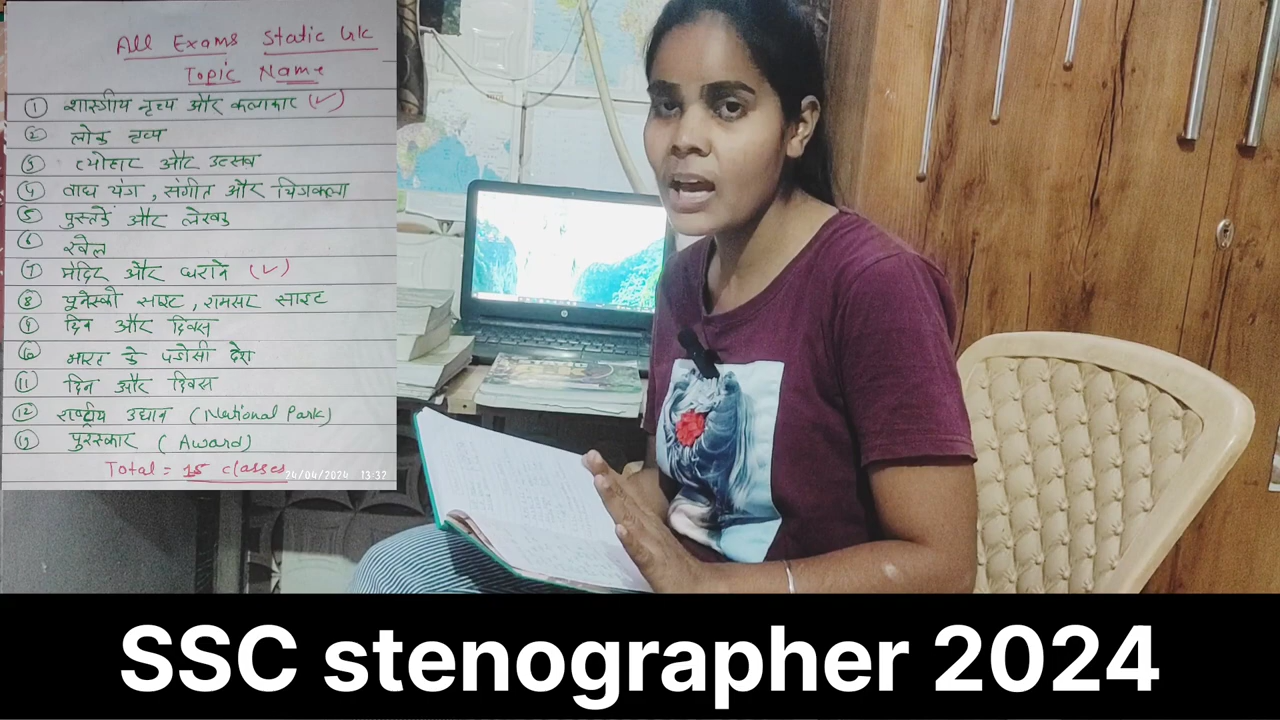 All Exams Static Gk
Topic Name
① शास्त्रीय नृत्य और कलाकार (✓)
② लोक नृत्य
③ त्योहार और उत्सव
④ वाद्य यंत्र, संगीत और चित्रकला
⑤ पुस्तकें और लेखक
⑥ खेल
⑦ मंदिर और घराने (✓)
⑧ यूनेस्को साइट, रामसर साइट
⑨ दिन और दिवस
⑩ भारत के पडोसी देश
⑪ दिन और दिवस
⑫ राष्ट्रीय उद्यान (National Park)
⑬ पुरस्कार (Award)
Total = 15 classes
24/04/2024 13:32
SSC stenographer 2024